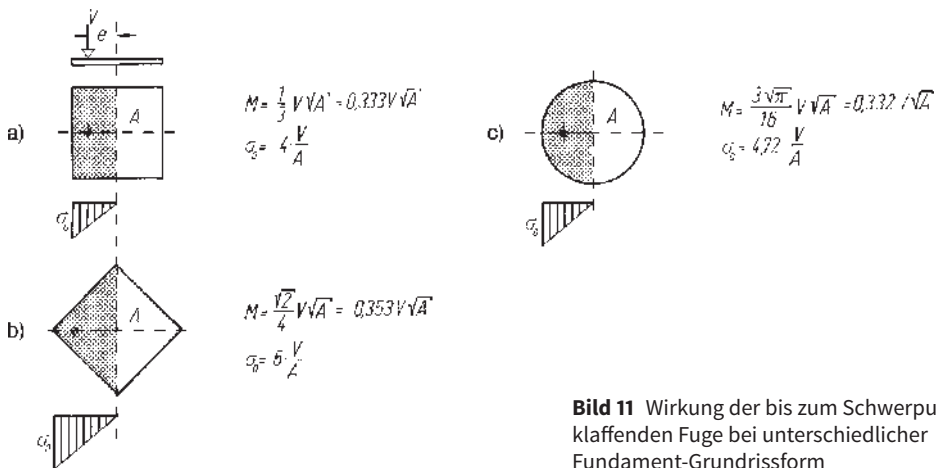 V
e
a)
A
M = 1/3 V √A = 0,333 V √A
σ₀ = 4 · V/A
σ₀
b)
A
M = √2/4 V √A = 0,353 V √A
σ₀ = 6 · V/A
σ₀
c)
A
M = 3√π/16 V √A = 0,332 V √A
σ₀ = 4,72 V/A
σ₀
Bild 11 Wirkung der bis zum Schwerpu
klaffenden Fuge bei unterschiedlicher
Fundament-Grundrissform